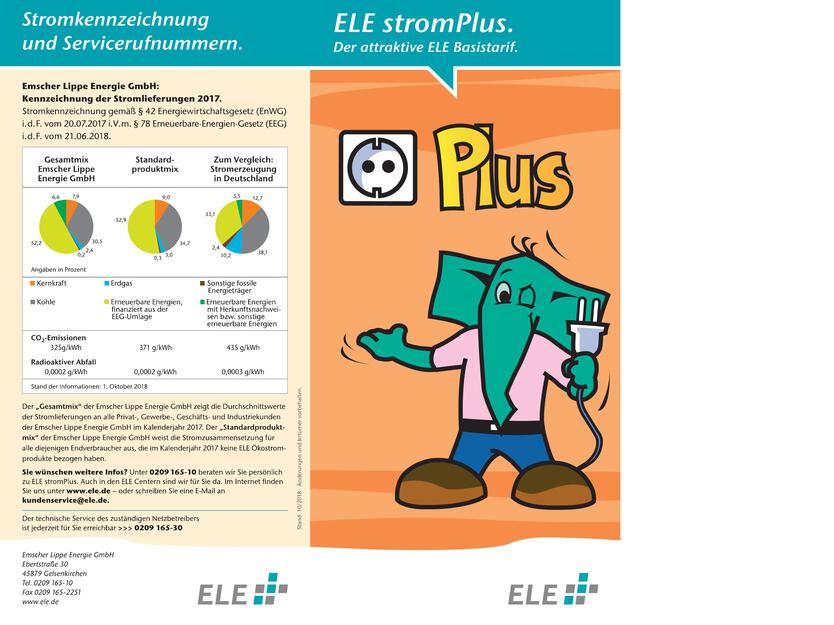 Stromkennzeichnung
und Servicerufnummern.
Emscher Lippe Energie GmbH:
Kennzeichnung der Stromlieferungen 2017.
Stromkennzeichnung gemäß § 42 Energiewirtschaftsgesetz (EnWG)
i.d.F. vom 20.07.2017 i.V.m. § 78 Erneuerbare-Energien-Gesetz (EEG)
i.d.F. vom 21.06.2018.
Gesamtmix
Emscher Lippe
Energie GmbH
Standard-
produktmix
Zum Vergleich:
Stromerzeugung
in Deutschland
6,6
7,9
30,5
2,6
0,2
52,2
9,0
34,7
3,0
0,3
52,9
3,5
12,7
38,1
10,2
2,4
33,1
Angaben in Prozent
Kernkraft
Erdgas
Sonstige fossile
Energieträger
Kohle
Erneuerbare Energien,
finanziert aus der
EEG-Umlage
Erneuerbare Energien
mit Herkunftsnachwei-
sen bzw. sonstige
erneuerbare Energien
CO2-Emissionen
325g/kWh
371 g/kWh
435 g/kWh
Radioaktiver Abfall
0,0002 g/kWh
0,0002 g/kWh
0,0003 g/kWh
Stand der Informationen: 1. Oktober 2018
Der „Gesamtmix“ der Emscher Lippe Energie GmbH zeigt die Durchschnittswerte
der Stromlieferungen an alle Privat-, Gewerbe-, Geschäfts- und Industriekunden
der Emscher Lippe Energie GmbH im Kalenderjahr 2017. Der „Standardprodukt-
mix“ der Emscher Lippe Energie GmbH weist die Stromzusammensetzung für
alle diejenigen Endverbraucher aus, die im Kalenderjahr 2017 keine ELE Ökostrom-
produkte bezogen haben.
Sie wünschen weitere Infos? Unter 0209 165-10 beraten wir Sie persönlich
zu ELE stromPlus. Auch in den ELE Centern sind wir für Sie da. Im Internet finden
Sie uns unter www.ele.de – oder schreiben Sie eine E-Mail an
kundenservice@ele.de.
Der technische Service des zuständigen Netzbetreibers
ist jederzeit für Sie erreichbar >>> 0209 165-30
Stand: 10/2018 · Änderungen und Irrtümer vorbehalten.
Emscher Lippe Energie GmbH
Ebertstraße 30
45879 Gelsenkirchen
Tel. 0209 165-10
Fax 0209 165-2251
www.ele.de
ELE
ELE stromPlus.
Der attraktive ELE Basistarif.
Plus
ELE